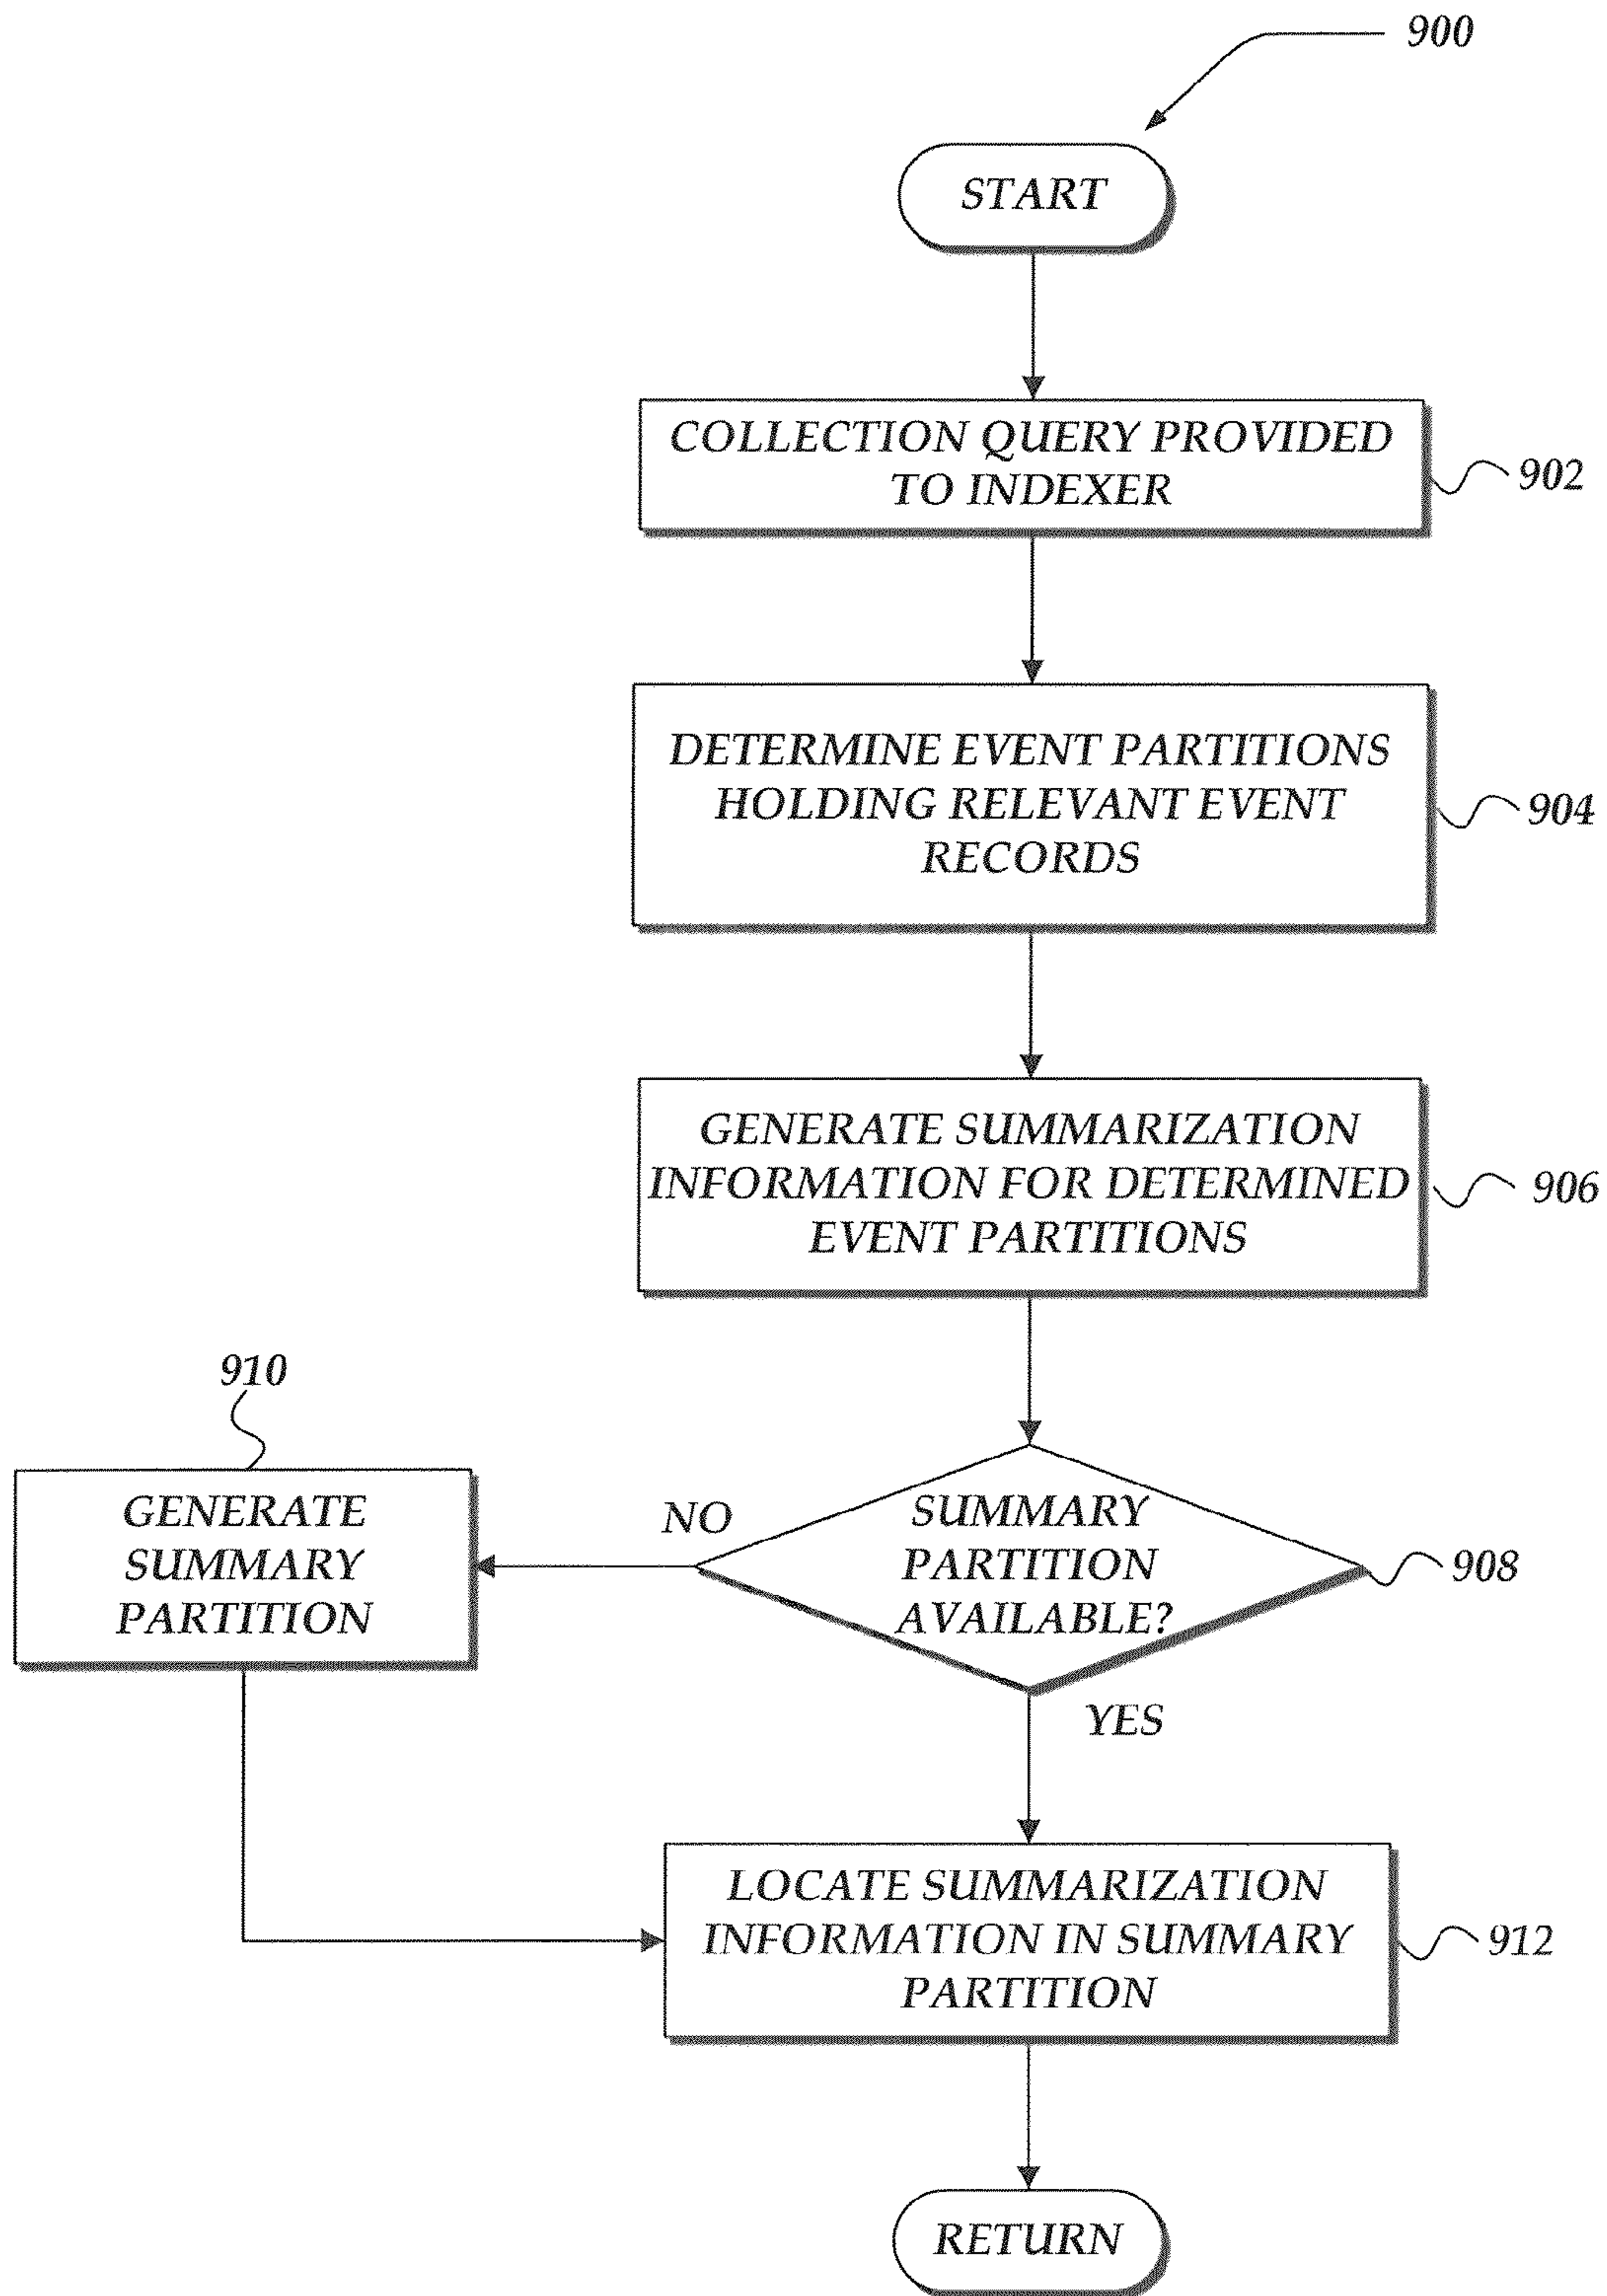 900
START
COLLECTION QUERY PROVIDED
TO INDEXER
902
DETERMINE EVENT PARTITIONS
HOLDING RELEVANT EVENT
RECORDS
904
GENERATE SUMMARIZATION
INFORMATION FOR DETERMINED
EVENT PARTITIONS
906
910
GENERATE
SUMMARY
PARTITION
NO
SUMMARY
PARTITION
AVAILABLE?
908
YES
LOCATE SUMMARIZATION
INFORMATION IN SUMMARY
PARTITION
912
RETURN